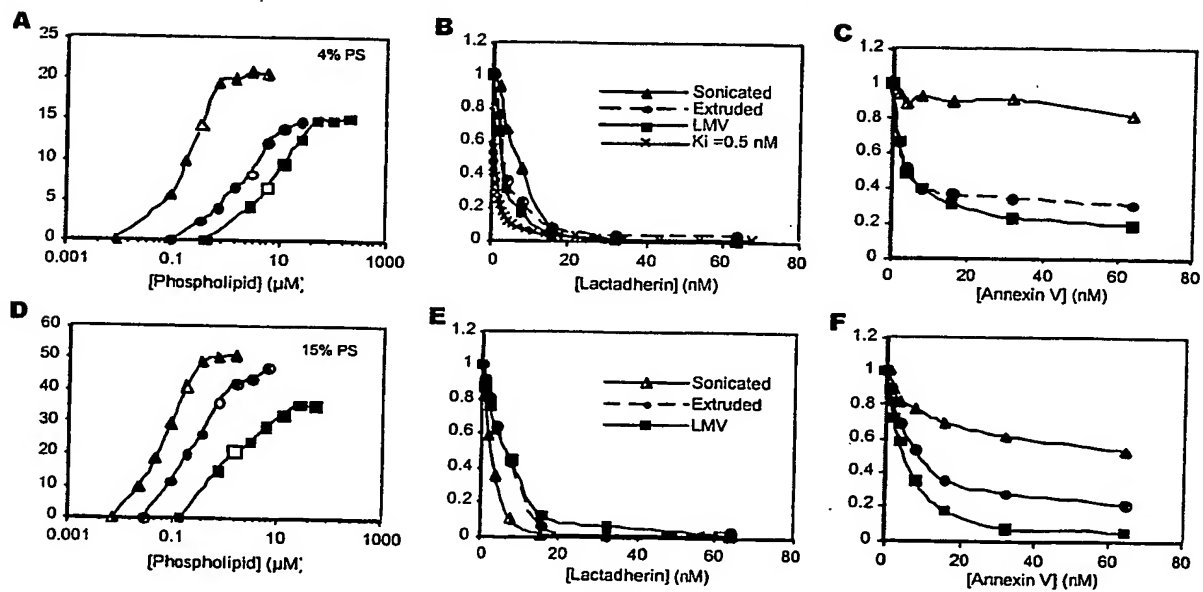 A
25
20
15
10
5
0
4% PS
0.001 0.1 10 1000
[Phospholipid] (µM)
B
1.2
1
0.8
0.6
0.4
0.2
0
Sonicated
Extruded
LMV
Ki =0.5 nM
0 20 40 60 80
[Lactadherin] (nM)
C
1.2
1
0.8
0.6
0.4
0.2
0
0 20 40 60 80
[Annexin V] (nM)
D
60
50
40
30
20
10
0
15% PS
0.001 0.1 10 1000
[Phospholipid] (µM)
E
1.2
1
0.8
0.6
0.4
0.2
0
Sonicated
Extruded
LMV
0 20 40 60 80
[Lactadherin] (nM)
F
1.2
1
0.8
0.6
0.4
0.2
0
0 20 40 60 80
[Annexin V] (nM)